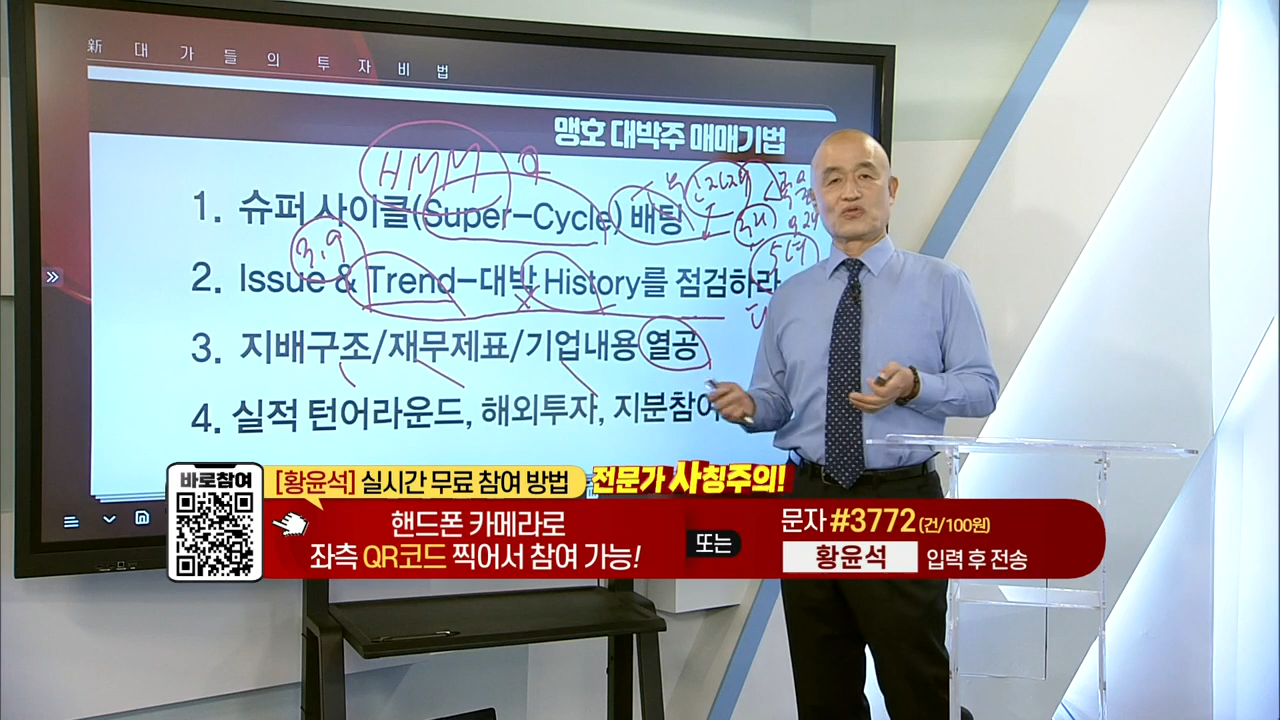 新 대 가 들 의 투 자 비 법
맹호 대박주 매매기법
HMM
1. 슈퍼 사이클(Super-Cycle) 배팅
3.9
5년
2. Issue & Trend-대박 History를 점검하라
3. 지배구조/재무제표/기업내용 열공
4. 실적 턴어라운드, 해외투자, 지분참여
바로참여
[황윤석] 실시간 무료 참여 방법
전문가 사칭주의!
핸드폰 카메라로
좌측 QR코드 찍어서 참여 가능!
또는
문자 #3772 (건/100원)
황윤석 입력 후 전송